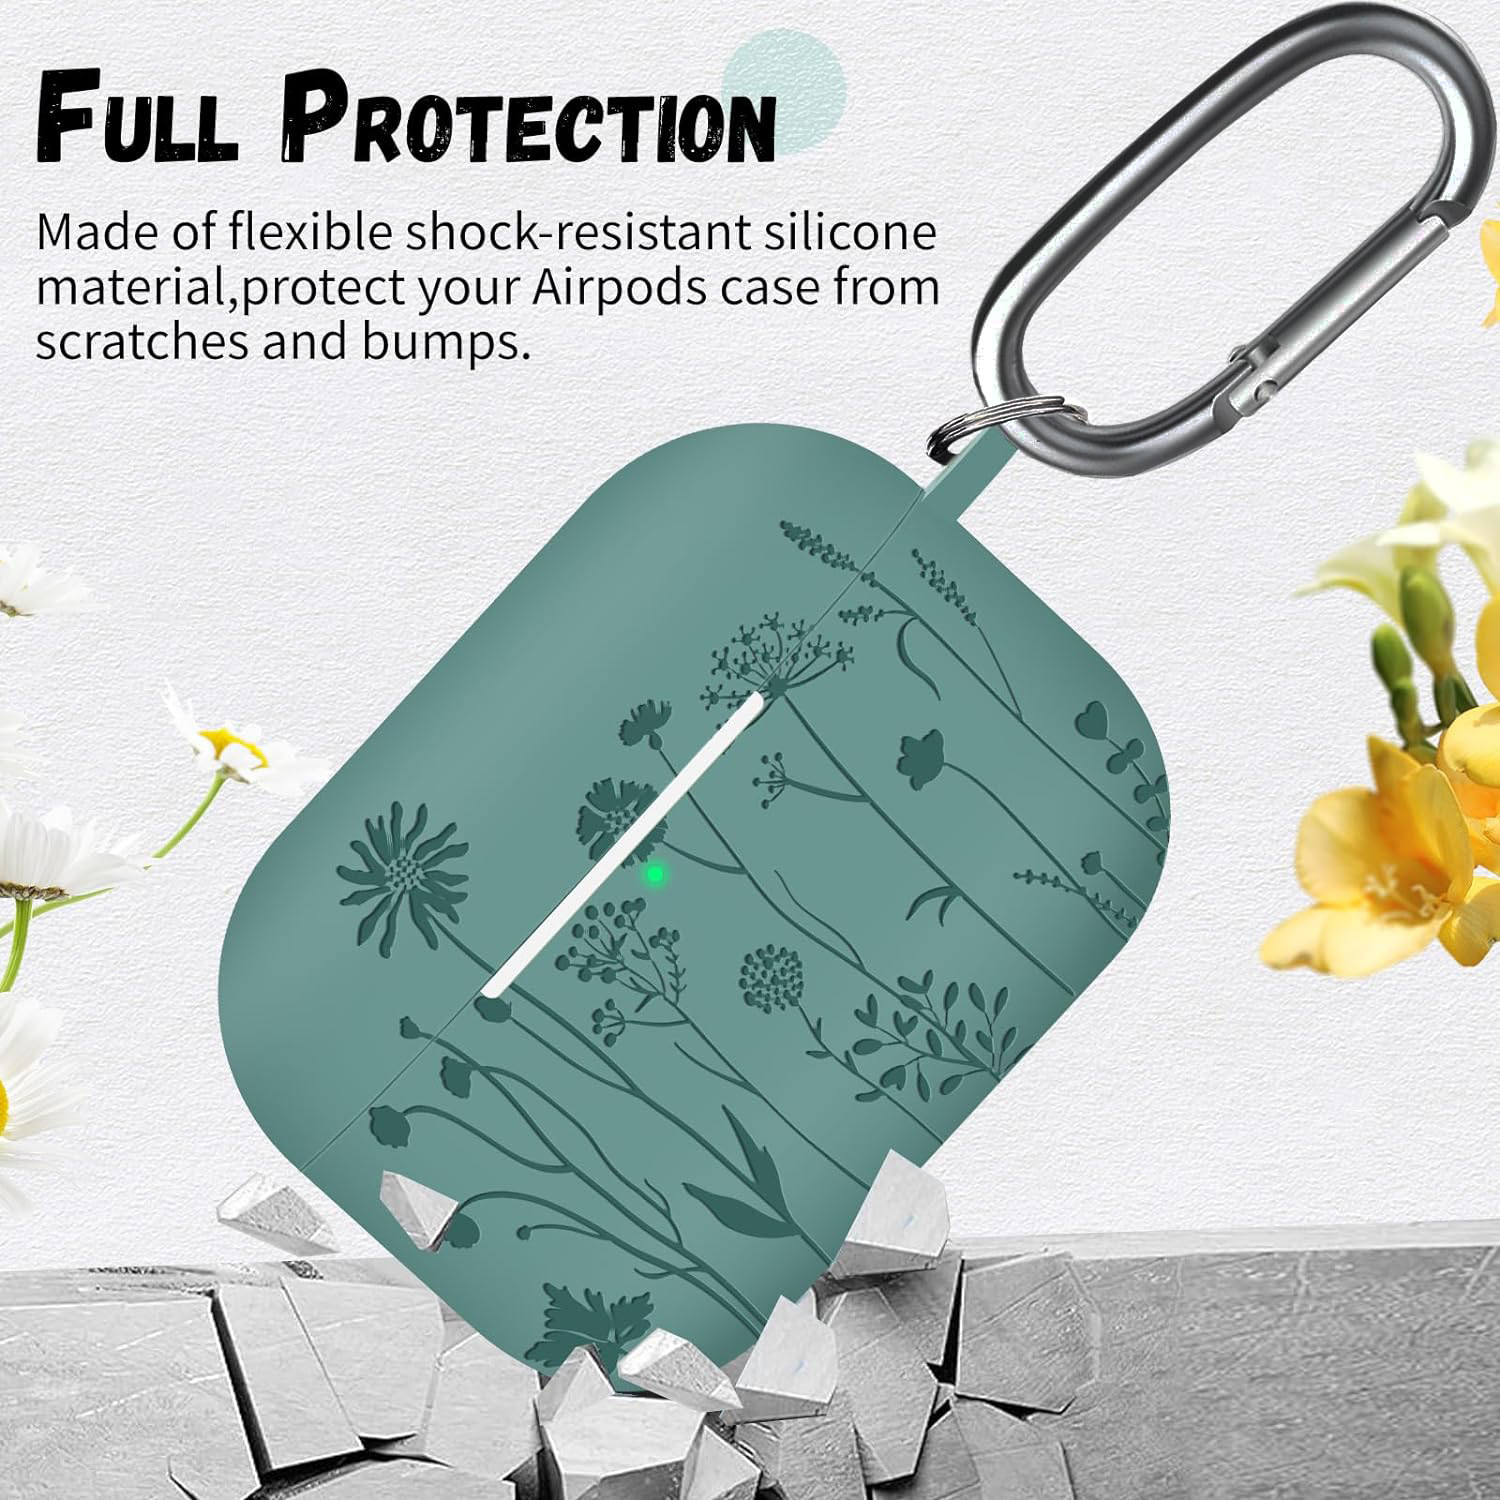 Full Protection
Made of flexible shock-resistant silicone
material,protect your Airpods case from
scratches and bumps.